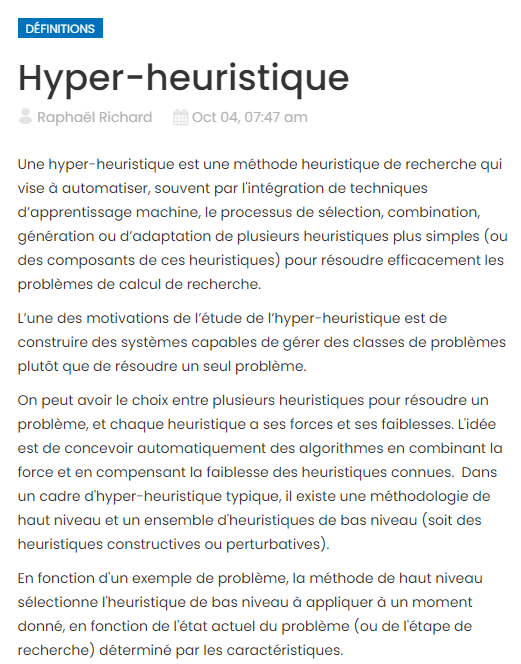 DÉFINITIONS
Hyper-heuristique
Raphaël Richard Oct 04, 07:47 am
Une hyper-heuristique est une méthode heuristique de recherche qui
vise à automatiser, souvent par l'intégration de techniques
d’apprentissage machine, le processus de sélection, combinaison,
génération ou d’adaptation de plusieurs heuristiques plus simples (ou
des composants de ces heuristiques) pour résoudre efficacement les
problèmes de calcul de recherche.
L’une des motivations de l’étude de l’hyper-heuristique est de
construire des systèmes capables de gérer des classes de problèmes
plutôt que de résoudre un seul problème.
On peut avoir le choix entre plusieurs heuristiques pour résoudre un
problème, et chaque heuristique a ses forces et ses faiblesses. L'idée
est de concevoir automatiquement des algorithmes en combinant la
force et en compensant la faiblesse des heuristiques connues. Dans
un cadre d'hyper-heuristique typique, il existe une méthodologie de
haut niveau et un ensemble d'heuristiques de bas niveau (soit des
heuristiques constructives ou perturbatives).
En fonction d'un exemple de problème, la méthode de haut niveau
sélectionne l'heuristique de bas niveau à appliquer à un moment
donné, en fonction de l'état actuel du problème (ou de l'étape de
recherche) déterminé par les caractéristiques.